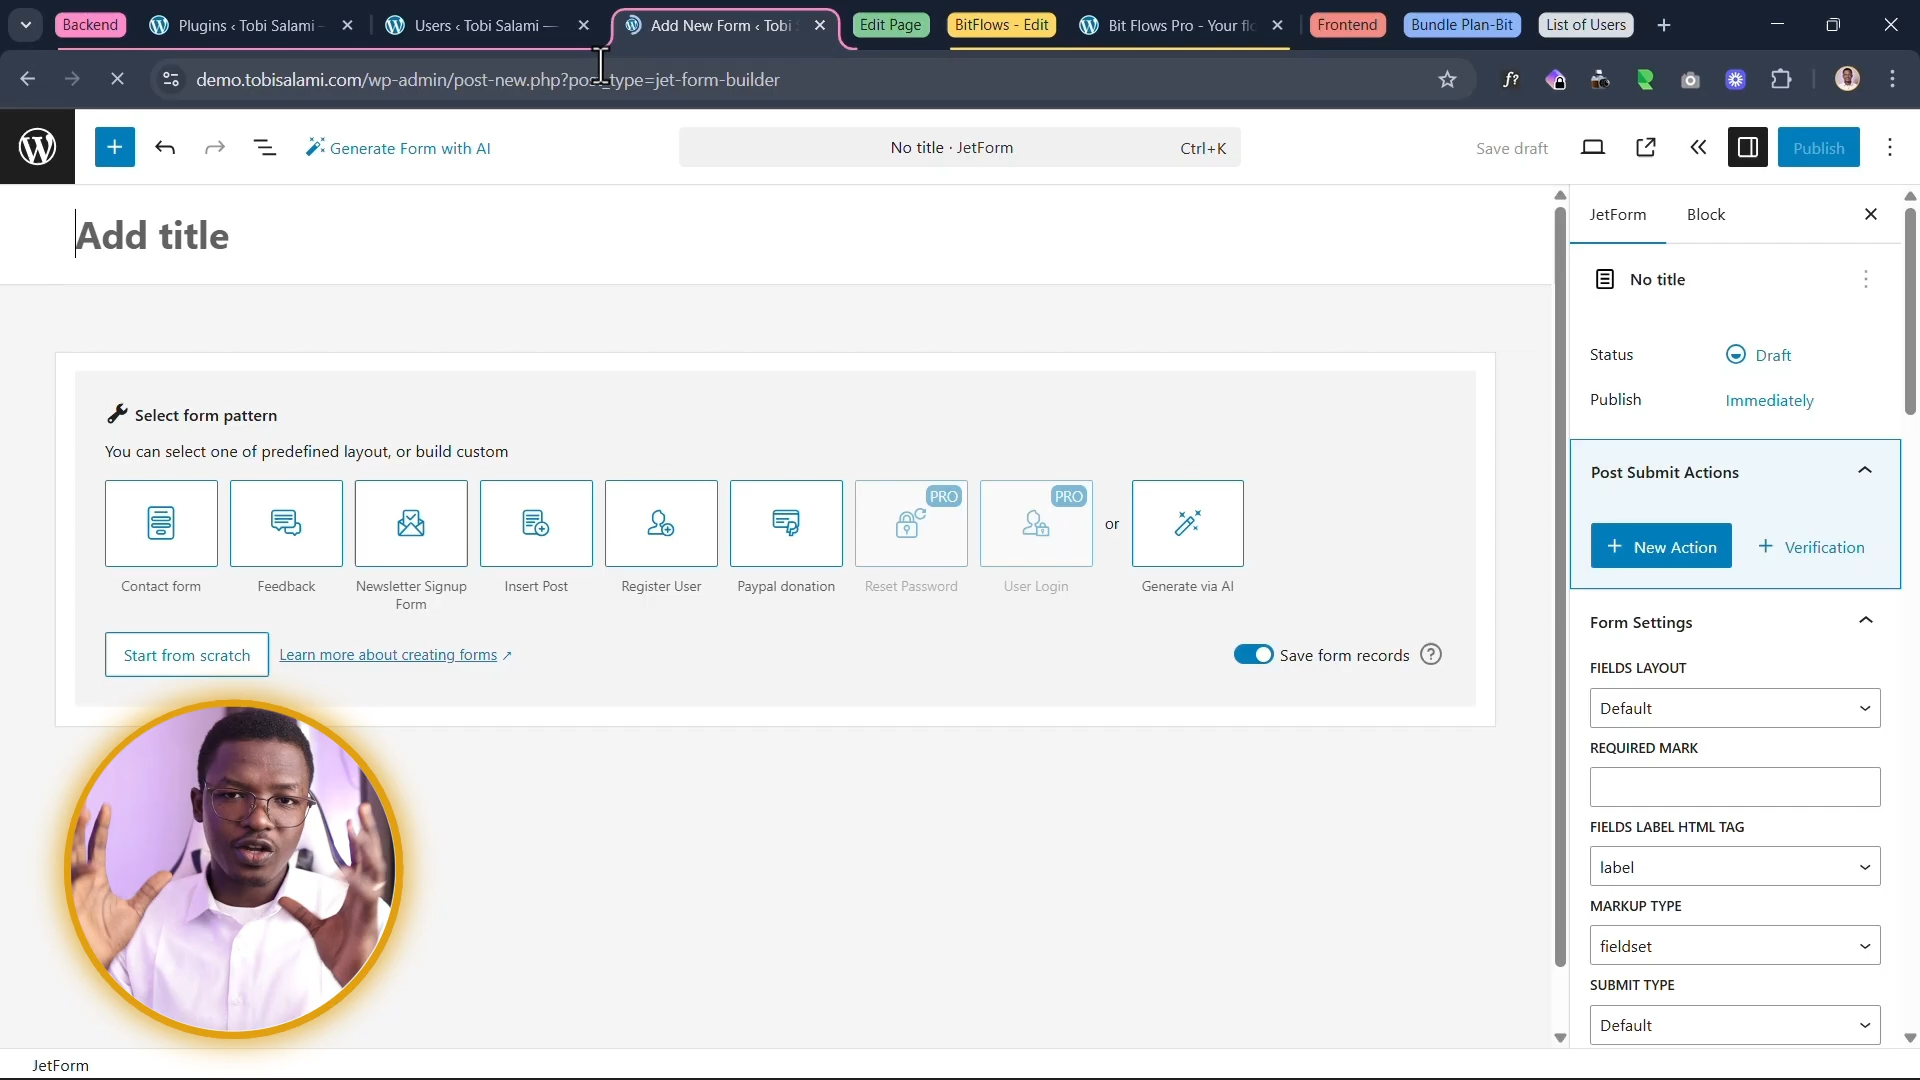 Backend
Plugins ‹ Tobi Salami –
Users ‹ Tobi Salami —
Add New Form ‹ Tobi S
Edit Page
BitFlows - Edit
Bit Flows Pro - Your flo
Frontend
Bundle Plan-Bit
List of Users
demo.tobisalami.com/wp-admin/post-new.php?post_type=jet-form-builder
Generate Form with AI
No title · JetForm
Ctrl+K
Save draft
Publish
Add title
JetForm
Block
No title
Status
Draft
Publish
Immediately
Select form pattern
You can select one of predefined layout, or build custom
PRO
PRO
or
Contact form
Feedback
Newsletter Signup
Form
Insert Post
Register User
Paypal donation
Reset Password
User Login
Generate via AI
Start from scratch
Learn more about creating forms ↗
Save form records
Post Submit Actions
New Action
Verification
Form Settings
FIELDS LAYOUT
Default
REQUIRED MARK
FIELDS LABEL HTML TAG
label
MARKUP TYPE
fieldset
SUBMIT TYPE
Default
JetForm